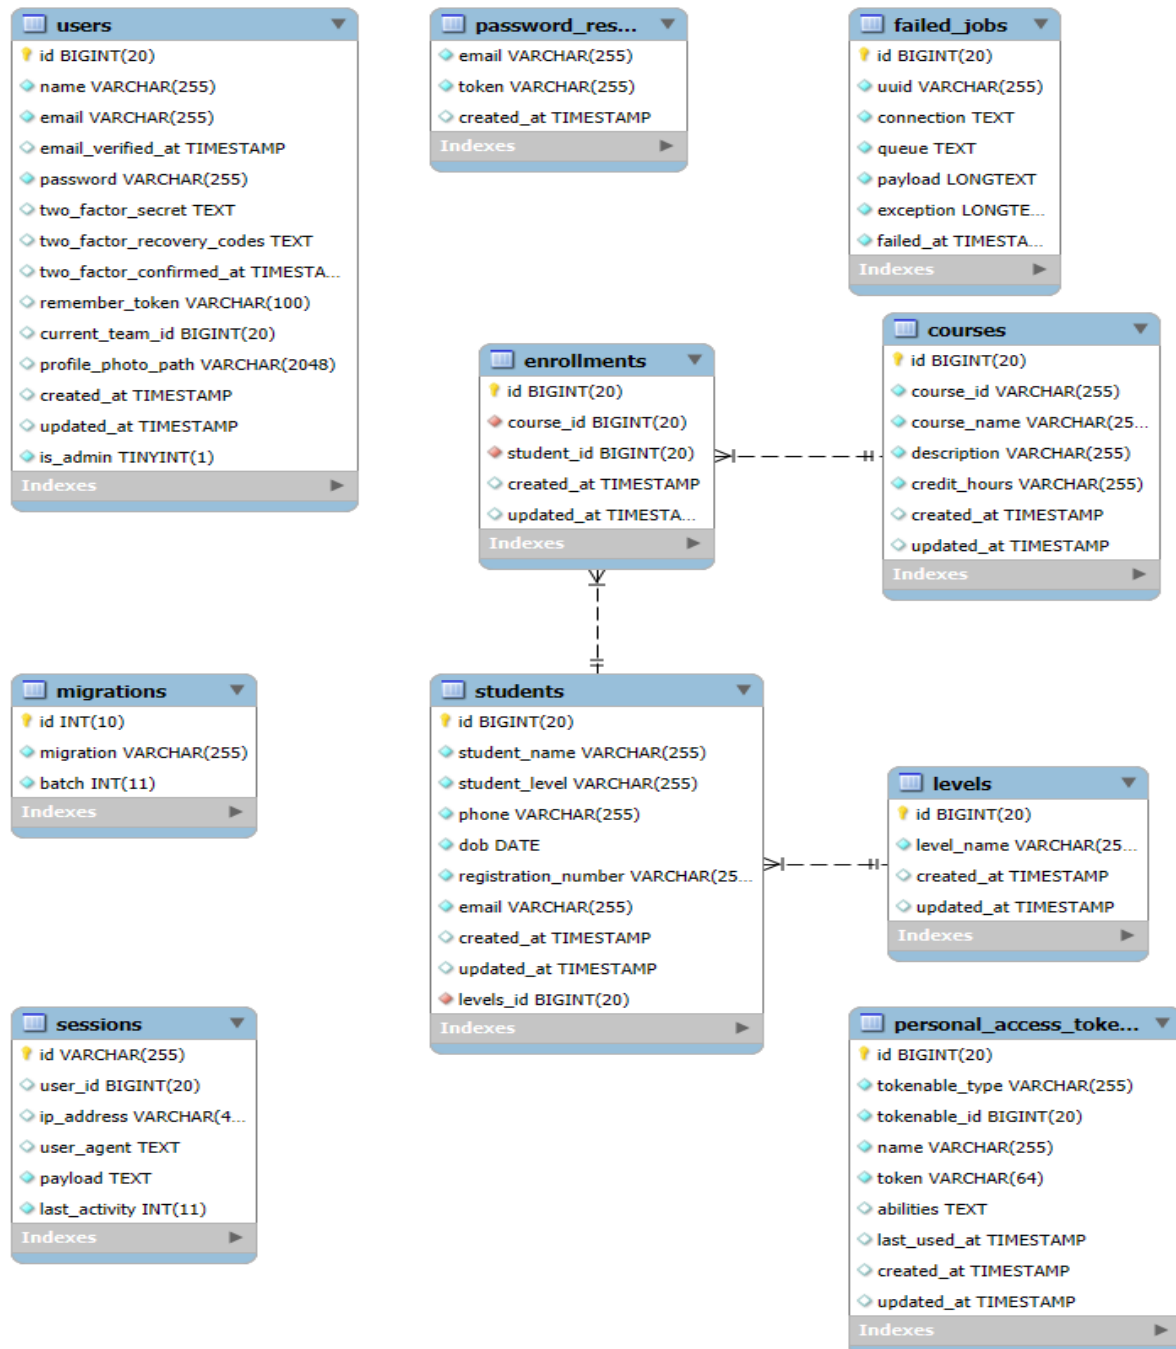 users
id BIGINT(20)
name VARCHAR(255)
email VARCHAR(255)
email_verified_at TIMESTAMP
password VARCHAR(255)
two_factor_secret TEXT
two_factor_recovery_codes TEXT
two_factor_confirmed_at TIMESTA...
remember_token VARCHAR(100)
current_team_id BIGINT(20)
profile_photo_path VARCHAR(2048)
created_at TIMESTAMP
updated_at TIMESTAMP
is_admin TINYINT(1)
Indexes
password_res...
email VARCHAR(255)
token VARCHAR(255)
created_at TIMESTAMP
Indexes
failed_jobs
id BIGINT(20)
uuid VARCHAR(255)
connection TEXT
queue TEXT
payload LONGTEXT
exception LONGTE...
failed_at TIMESTA...
Indexes
enrollments
id BIGINT(20)
course_id BIGINT(20)
student_id BIGINT(20)
created_at TIMESTAMP
updated_at TIMESTA...
Indexes
courses
id BIGINT(20)
course_id VARCHAR(255)
course_name VARCHAR(25...
description VARCHAR(255)
credit_hours VARCHAR(255)
created_at TIMESTAMP
updated_at TIMESTAMP
Indexes
migrations
id INT(10)
migration VARCHAR(255)
batch INT(11)
Indexes
students
id BIGINT(20)
student_name VARCHAR(255)
student_level VARCHAR(255)
phone VARCHAR(255)
dob DATE
registration_number VARCHAR(25...
email VARCHAR(255)
created_at TIMESTAMP
updated_at TIMESTAMP
levels_id BIGINT(20)
Indexes
levels
id BIGINT(20)
level_name VARCHAR(25...
created_at TIMESTAMP
updated_at TIMESTAMP
Indexes
sessions
id VARCHAR(255)
user_id BIGINT(20)
ip_address VARCHAR(4...
user_agent TEXT
payload TEXT
last_activity INT(11)
Indexes
personal_access_toke...
id BIGINT(20)
tokenable_type VARCHAR(255)
tokenable_id BIGINT(20)
name VARCHAR(255)
token VARCHAR(64)
abilities TEXT
last_used_at TIMESTAMP
created_at TIMESTAMP
updated_at TIMESTAMP
Indexes